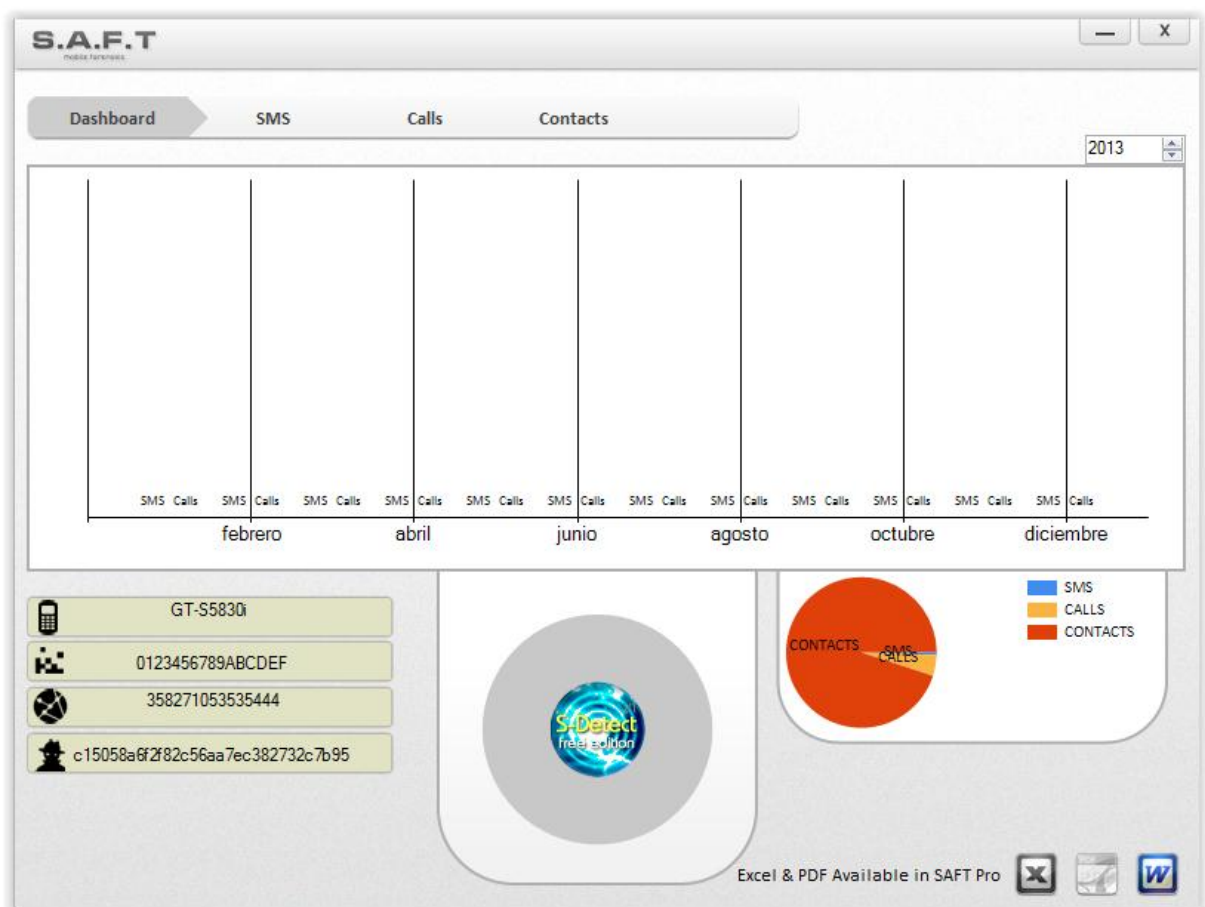 S.A.F.T
mobile forensics
X
Dashboard SMS Calls Contacts
2013
SMS Calls SMS Calls SMS Calls SMS Calls SMS Calls SMS Calls SMS Calls SMS Calls SMS Calls SMS Calls SMS Calls SMS Calls
febrero abril junio agosto octubre diciembre
GT-S5830i
0123456789ABCDEF
358271053535444
c15058a6f2f82c56aa7ec382732c7b95
S-Detect
free edition
CONTACTS
SMS
CALLS
SMS
CALLS
CONTACTS
Excel & PDF Available in SAFT Pro
X
W